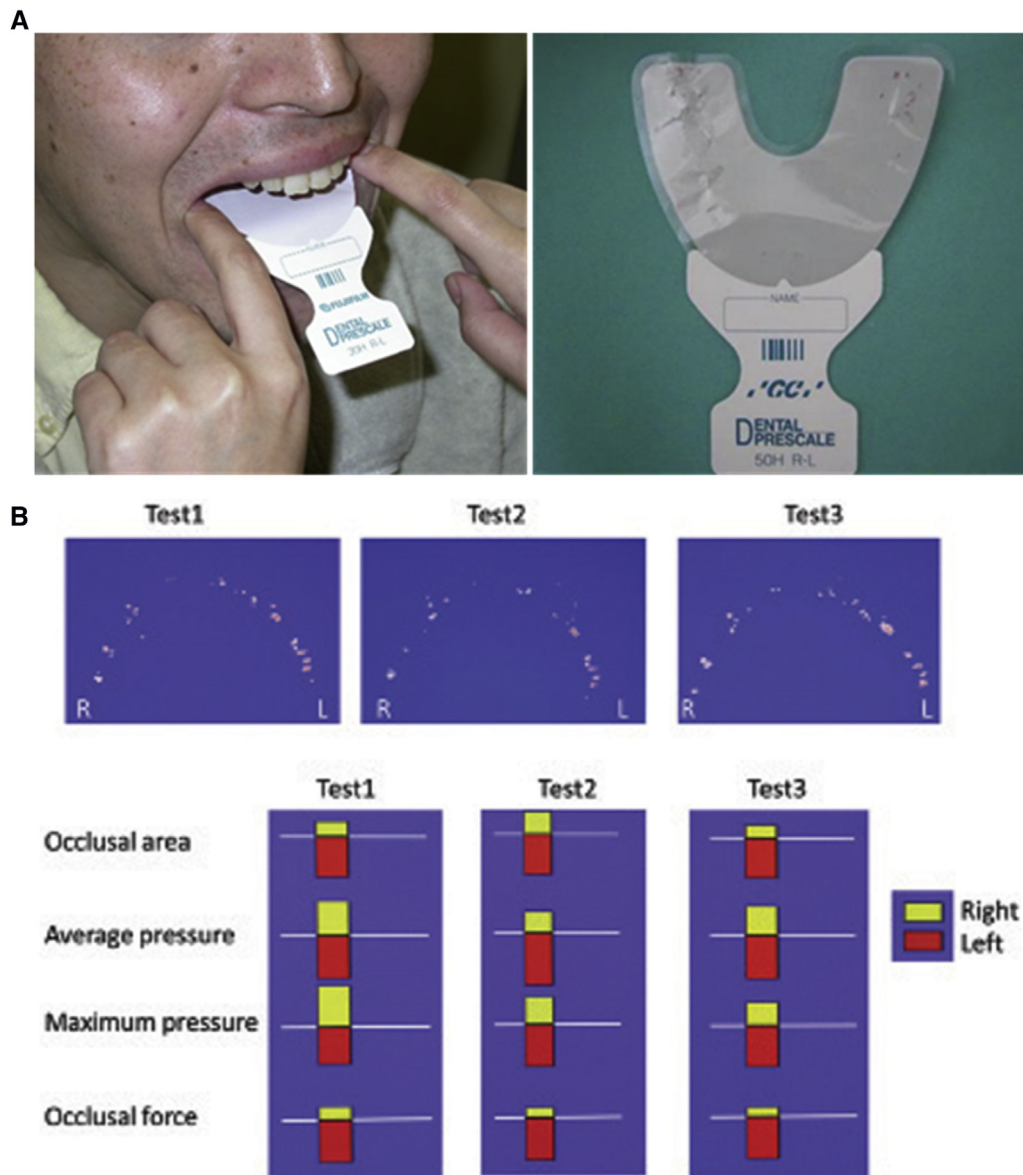 A
NAME
FUJIFILM
DENTAL
PRESCALE
20H R-L
NAME
GC
DENTAL
PRESCALE
50H R-L
B
Test1 Test2 Test3
R L R L R L
Test1 Test2 Test3
Occlusal area
Average pressure
Maximum pressure
Occlusal force
Right
Left